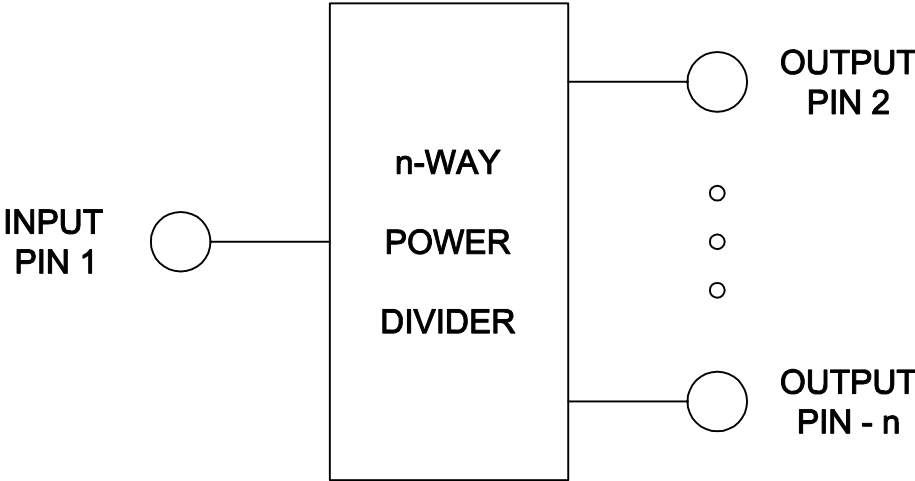 INPUT
PIN 1
n-WAY
POWER
DIVIDER
OUTPUT
PIN 2
OUTPUT
PIN - n